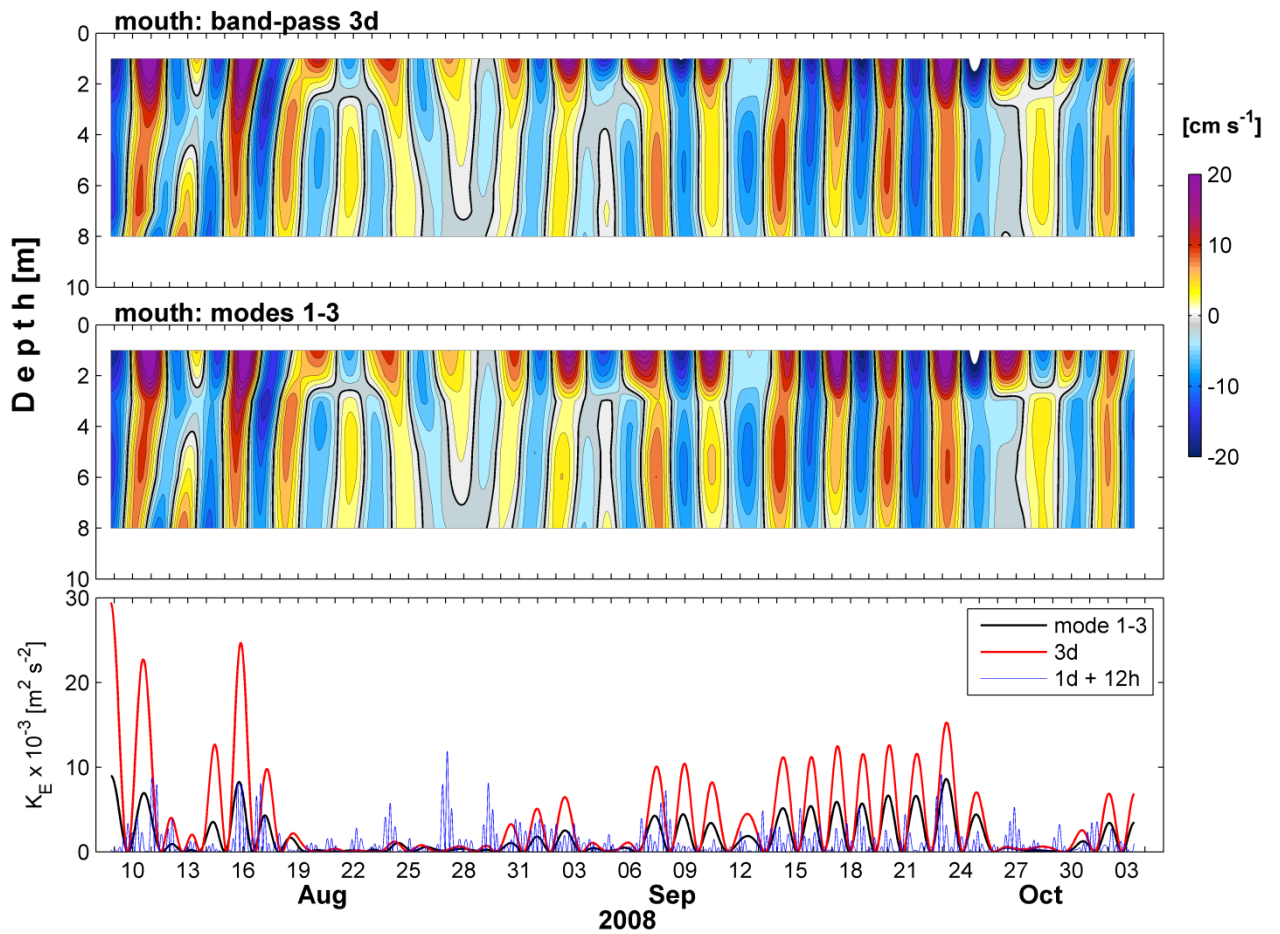 mouth: band-pass 3d
0
2
4
6
8
10
[cm s-1]
20
10
0
-10
-20
Depth [m]
mouth: modes 1-3
0
2
4
6
8
10
30
20
10
0
KE x 10-3 [m2 s-2]
mode 1-3
3d
1d + 12h
10 13 16 19 22 25 28 31 03 06 09 12 15 18 21 24 27 30 03
Aug Sep Oct
2008